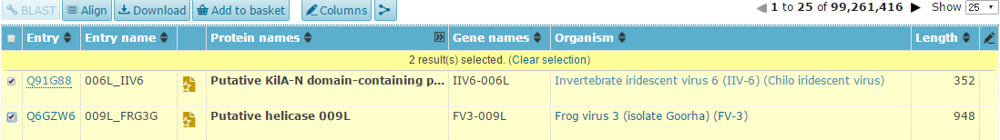 BLAST Align Download Add to basket Columns 1 to 25 of 99,261,416 Show 25
Entry Entry name Protein names Gene names Organism Length
2 result(s) selected. (Clear selection)
Q91G88 006L_IIV6 Putative KilA-N domain-containing p... IIV6-006L Invertebrate iridescent virus 6 (IIV-6) (Chilo iridescent virus) 352
Q6GZW6 009L_FRG3G Putative helicase 009L FV3-009L Frog virus 3 (isolate Goorha) (FV-3) 948